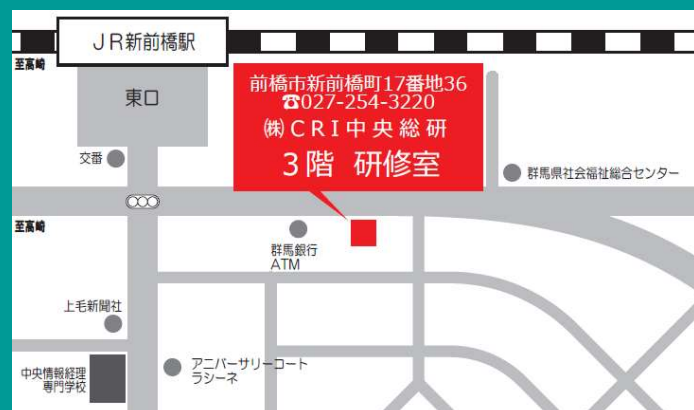 JR新前橋駅
至高崎
東口
前橋市新前橋町17番地36
☎027-254-3220
㈱CRI中央総研
3階 研修室
交番
群馬県社会福祉総合センター
至高崎
群馬銀行
ATM
上毛新聞社
アニバーサリーコート
ラシーネ
中央情報経理
専門学校